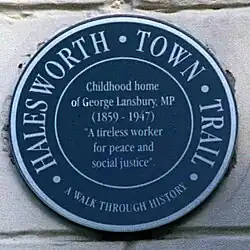 HALESWORTH • TOWN • TRAIL •
Childhood home
of George Lansbury, MP
(1859 - 1947)
"A tireless worker
for peace and
social justice".
• A WALK THROUGH HISTORY •